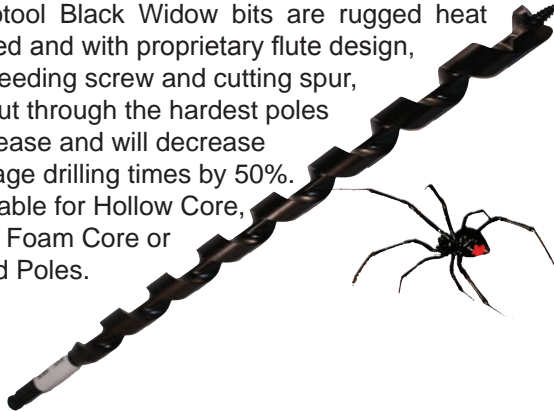 otool Black Widow bits are rugged heat
ed and with proprietary flute design,
eeding screw and cutting spur,
ut through the hardest poles
ease and will decrease
age drilling times by 50%.
able for Hollow Core,
Foam Core or
d Poles.